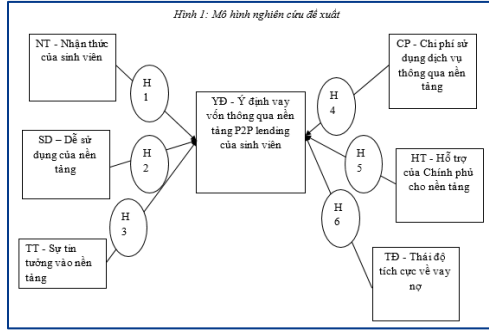 Hình 1: Mô hình nghiên cứu đề xuất
NT - Nhận thức
của sinh viên
H
1
SD – Dễ sử
dụng của nền
tảng
H
2
TT - Sự tin
tưởng vào nền
tảng
H
3
YĐ - Ý định vay
vốn thông qua nền
tảng P2P lending
của sinh viên
CP - Chi phí sử
dụng dịch vụ
thông qua nền
tảng
H
4
HT - Hỗ trợ
của Chính phủ
cho nền tảng
H
5
TĐ - Thái độ
tích cực về vay
nợ
H
6